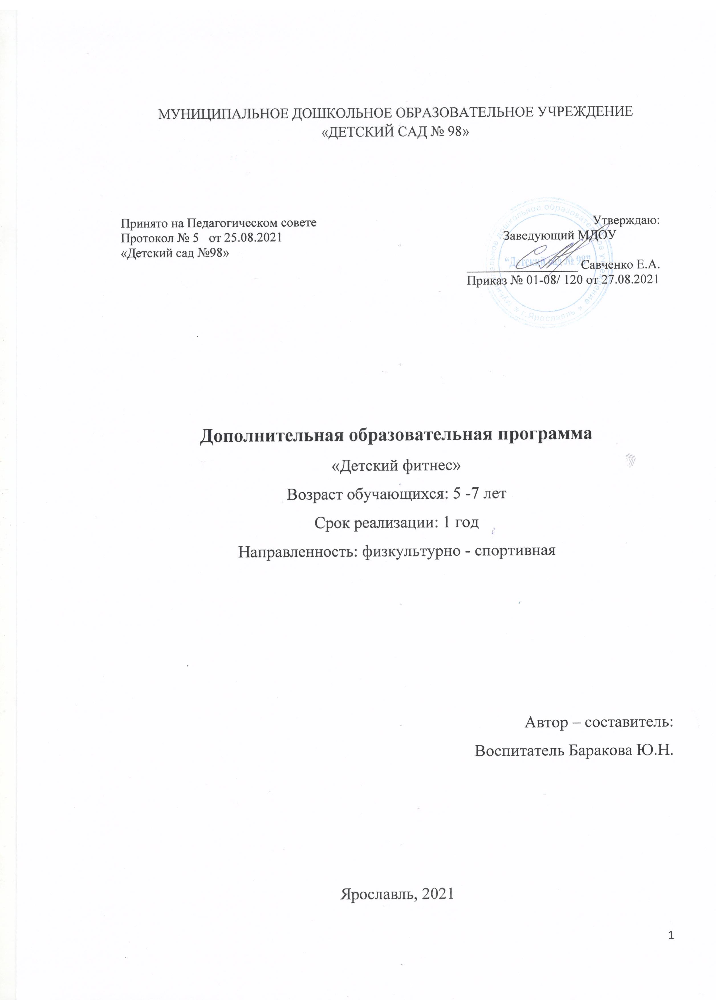 МУНИЦИПАЛЬНОЕ ДОШКОЛЬНОЕ ОБРАЗОВАТЕЛЬНОЕ УЧРЕЖДЕНИЕ
«ДЕТСКИЙ САД № 98»
Принято на Педагогическом совете
Протокол № 5 от 25.08.2021
«Детский сад №98»
Утверждаю:
Заведующий МДОУ
Савченко Е.А.
Приказ № 01-08/ 120 от 27.08.2021
муниципальное дошкольное образовательное учреждение
* г.Ярославль *
“Детский сад № 98”
Дополнительная образовательная программа
«Детский фитнес»
Возраст обучающихся: 5 -7 лет
Срок реализации: 1 год
Направленность: физкультурно - спортивная
Автор – составитель:
Воспитатель Баракова Ю.Н.
Ярославль, 2021
1